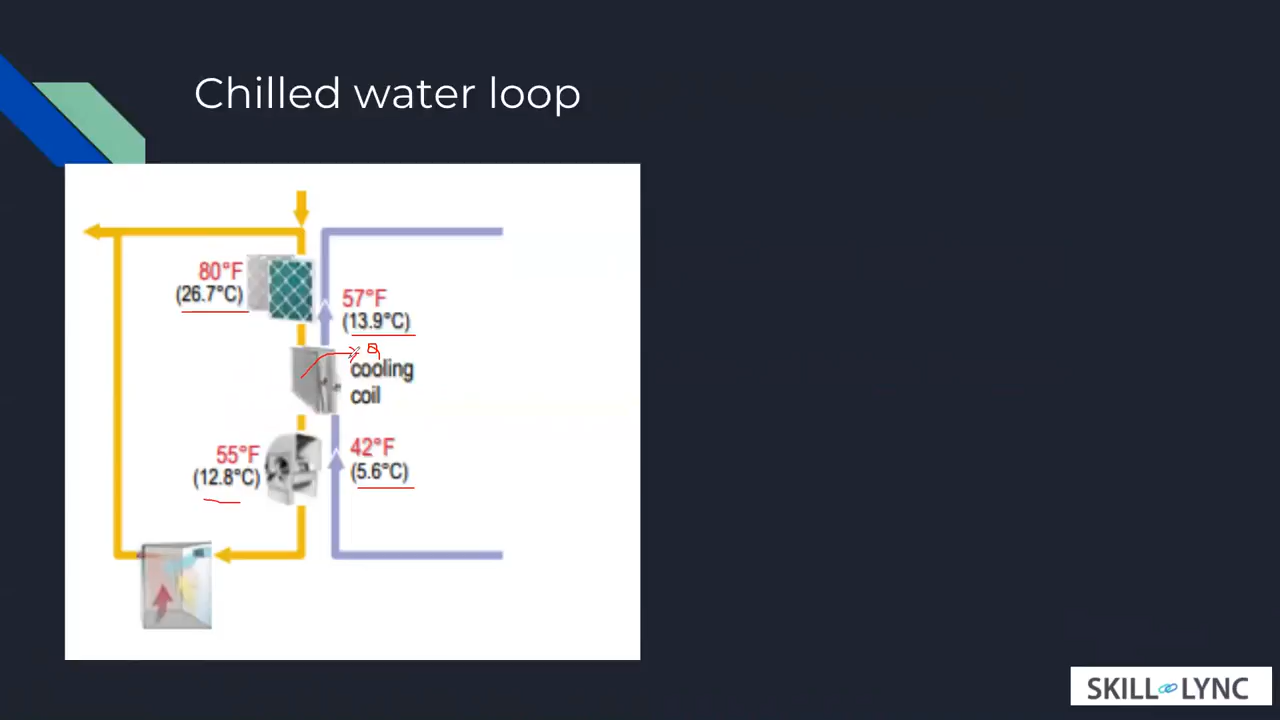 Chilled water loop
80°F
(26.7°C)
57°F
(13.9°C)
cooling
coil
55°F
(12.8°C)
42°F
(5.6°C)
SKILL LYNC